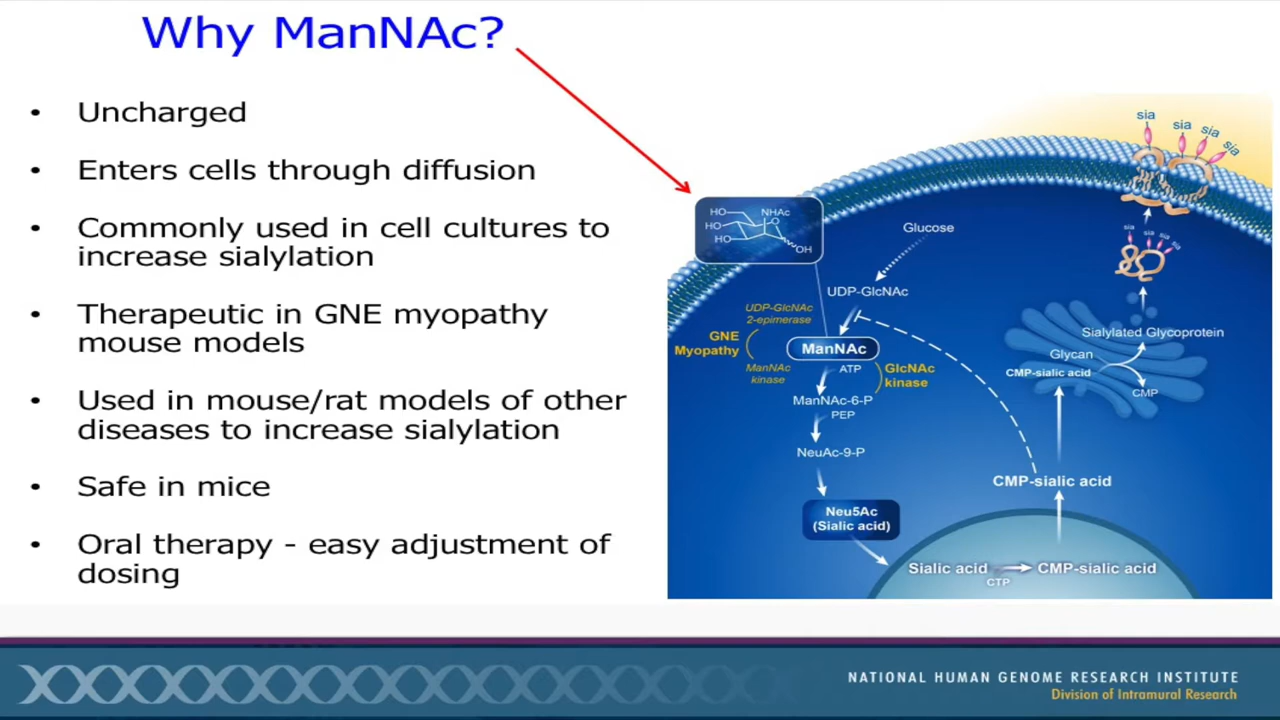 Why ManNAc?
• Uncharged
• Enters cells through diffusion
• Commonly used in cell cultures to
increase sialylation
• Therapeutic in GNE myopathy
mouse models
• Used in mouse/rat models of other
diseases to increase sialylation
• Safe in mice
• Oral therapy - easy adjustment of
dosing
HO
HO
HO
NHAc
O
OH
Glucose
UDP-GlcNAc
UDP-GlcNAc
2-epimerase
GNE
Myopathy
ManNAc
ManNAc
kinase
ATP
GlcNAc
kinase
ManNAc-6-P
PEP
NeuAc-9-P
Neu5Ac
(Sialic acid)
Sialic acid
CTP
CMP-sialic acid
CMP-sialic acid
Glycan
CMP-sialic acid
Sialylated Glycoprotein
CMP
sia
sia
sia
sia
sia
sia
sia
sia
NATIONAL HUMAN GENOME RESEARCH INSTITUTE
Division of Intramural Research